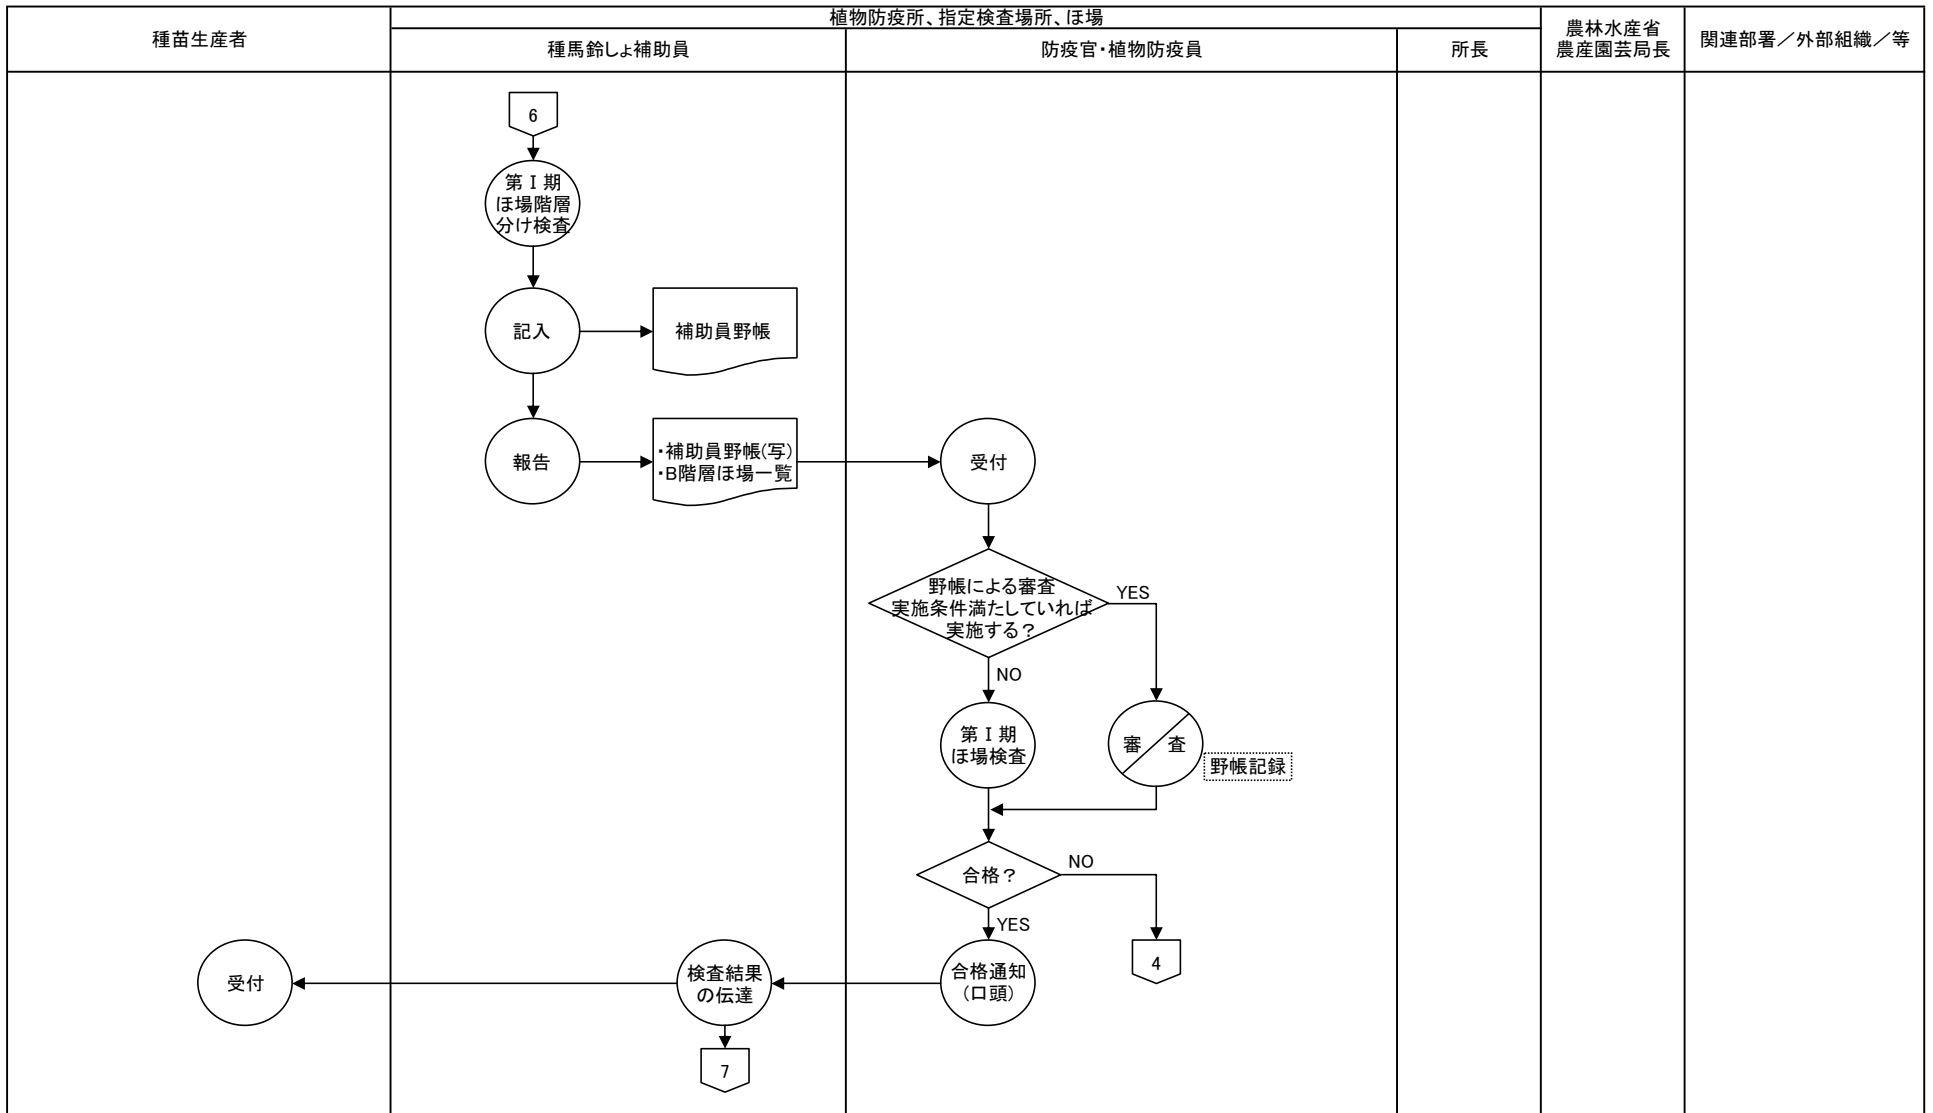 植物防疫所、指定検査場所、ほ場
種苗生産者
種馬鈴しょ補助員
防疫官・植物防疫員
所長
農林水産省
農産園芸局長
関連部署／外部組織／等
6
第Ⅰ期
ほ場階層
分け検査
記入
補助員野帳
報告
・補助員野帳(写)
・B階層ほ場一覧
受付
野帳による審査
実施条件満たしていれば
実施する？
YES
NO
第Ⅰ期
ほ場検査
審 査
野帳記録
合格？
NO
YES
受付
検査結果
の伝達
合格通知
(口頭)
4
7